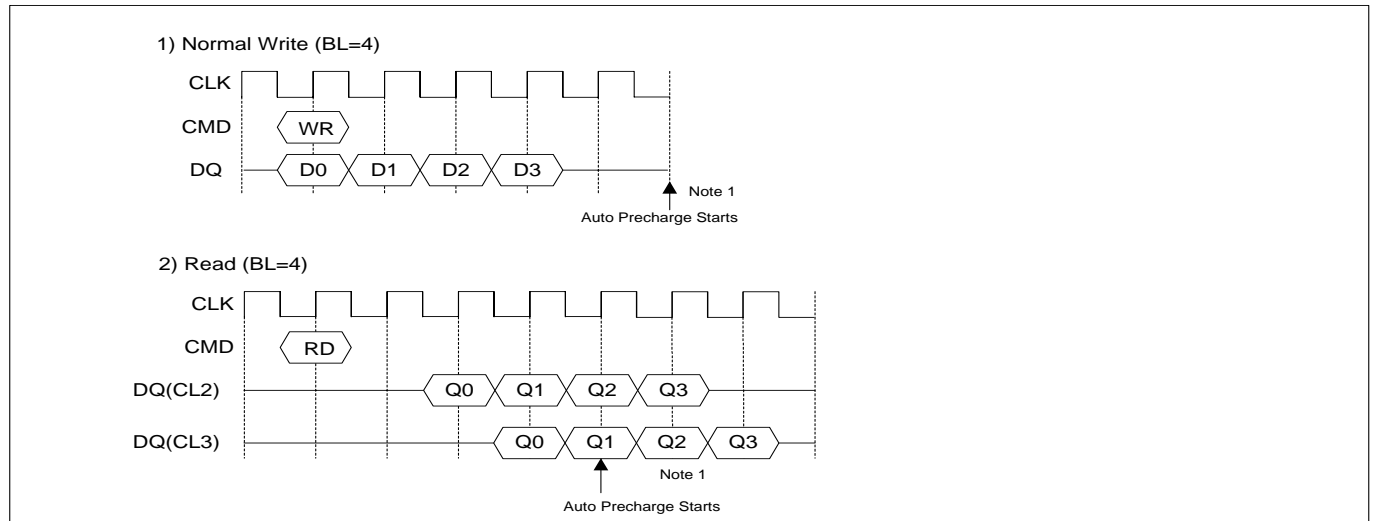 1) Normal Write (BL=4)
CLK
CMD WR
DQ D0 D1 D2 D3
Note 1
Auto Precharge Starts
2) Read (BL=4)
CLK
CMD RD
DQ(CL2) Q0 Q1 Q2 Q3
DQ(CL3) Q0 Q1 Q2 Q3
Note 1
Auto Precharge Starts